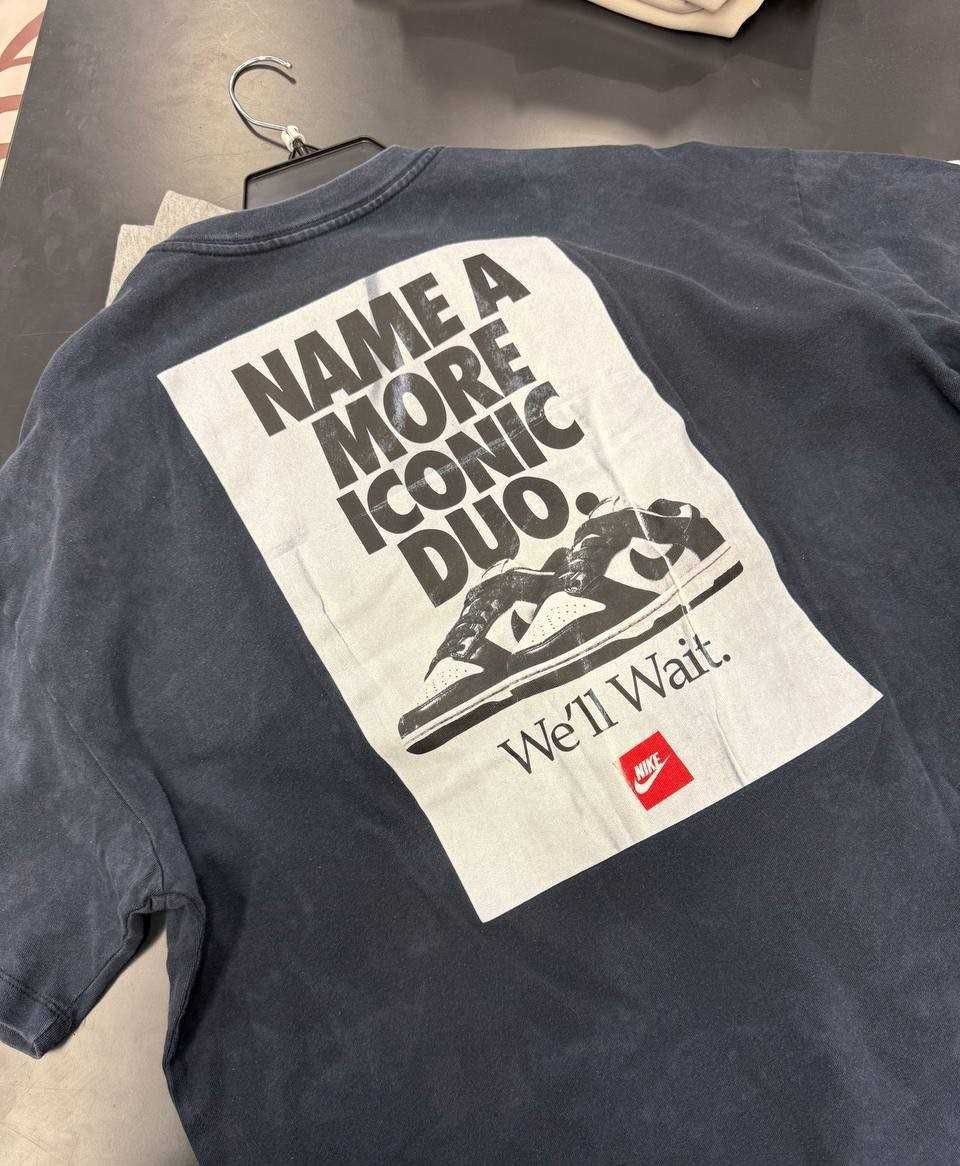 NAME A
MORE
ICONIC
DUO.
We'll Wait.
NIKE